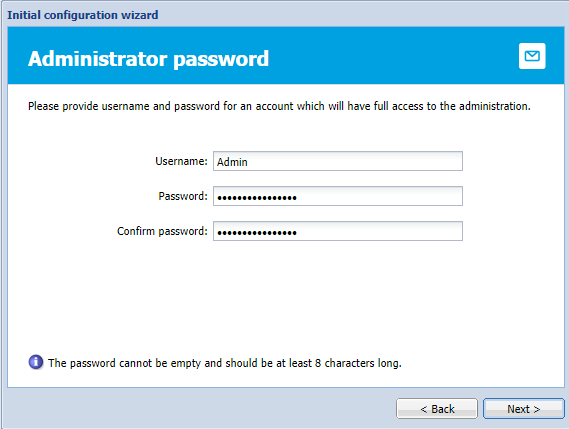 Initial configuration wizard
Administrator password
Please provide username and password for an account which will have full access to the administration.
Username: Admin
Password: ••••••••••••••••
Confirm password: ••••••••••••••••
The password cannot be empty and should be at least 8 characters long.
< Back Next >